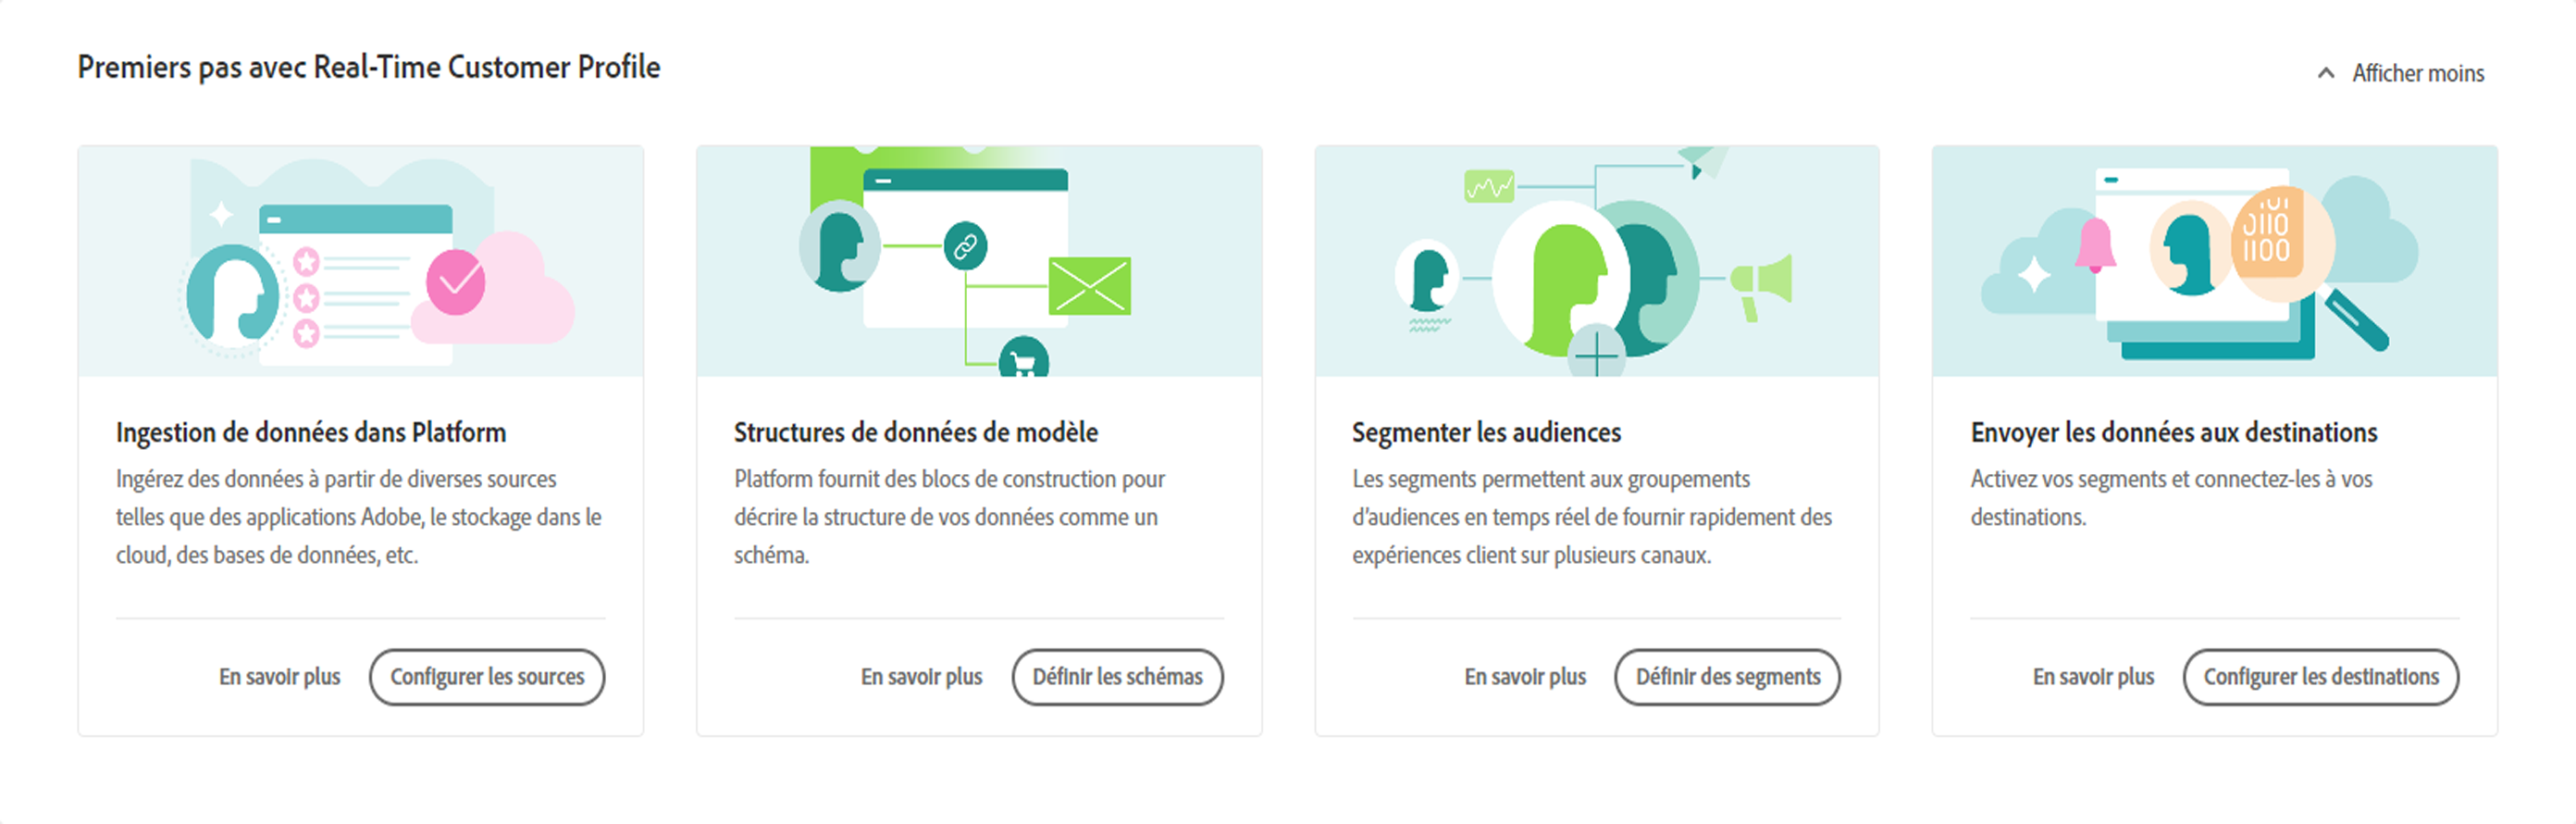 Premiers pas avec Real-Time Customer Profile
Afficher moins
Ingestion de données dans Platform
Ingérez des données à partir de diverses sources
telles que des applications Adobe, le stockage dans le
cloud, des bases de données, etc.
En savoir plus
Configurer les sources
Structures de données de modèle
Platform fournit des blocs de construction pour
décrire la structure de vos données comme un
schéma.
En savoir plus
Définir les schémas
Segmenter les audiences
Les segments permettent aux groupements
d'audiences en temps réel de fournir rapidement des
expériences client sur plusieurs canaux.
En savoir plus
Définir des segments
Envoyer les données aux destinations
Activez vos segments et connectez-les à vos
destinations.
En savoir plus
Configurer les destinations